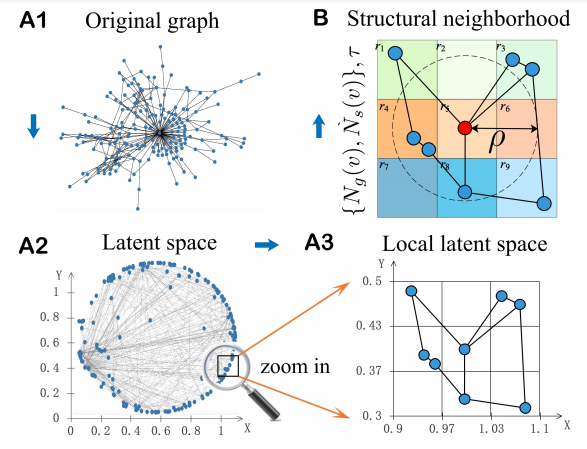 A1 Original graph
B Structural neighborhood
{N_g(v), N_s(v)}, τ
r1 r2 r3
r4 r5 r6
ρ
r7 r8 r9
A2 Latent space
A3 Local latent space
Y
1
0.8
0.6
0.4
0.2
0
0 0.2 0.4 0.6 0.8 1 X
zoom in
Y
0.5
0.43
0.37
0.3
0.9 0.97 1.03 1.1 X